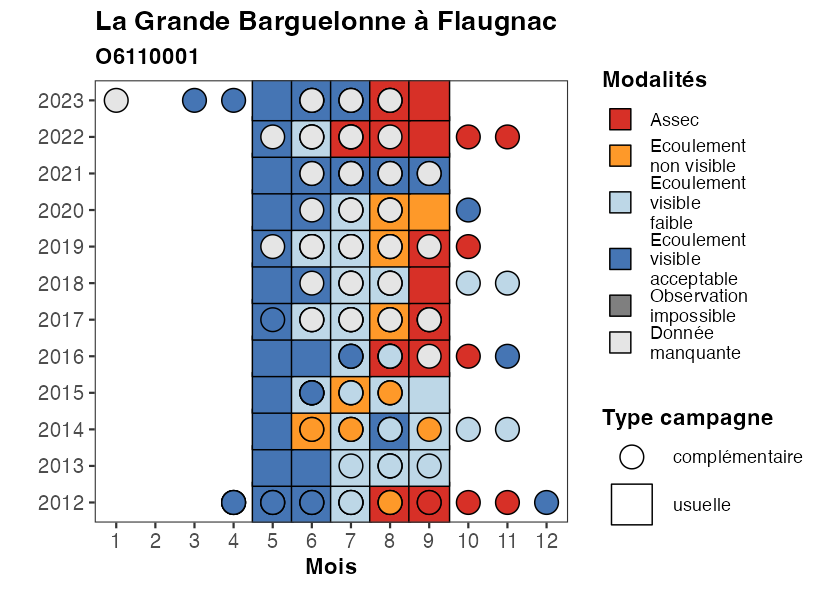 La Grande Barguelonne à Flaugnac
O6110001
2023
2022
2021
2020
2019
2018
2017
2016
2015
2014
2013
2012
1 2 3 4 5 6 7 8 9 10 11 12
Mois
Modalités
Assec
Ecoulement
non visible
Ecoulement
visible
faible
Ecoulement
visible
acceptable
Observation
impossible
Donnée
manquante
Type campagne
complémentaire
usuelle